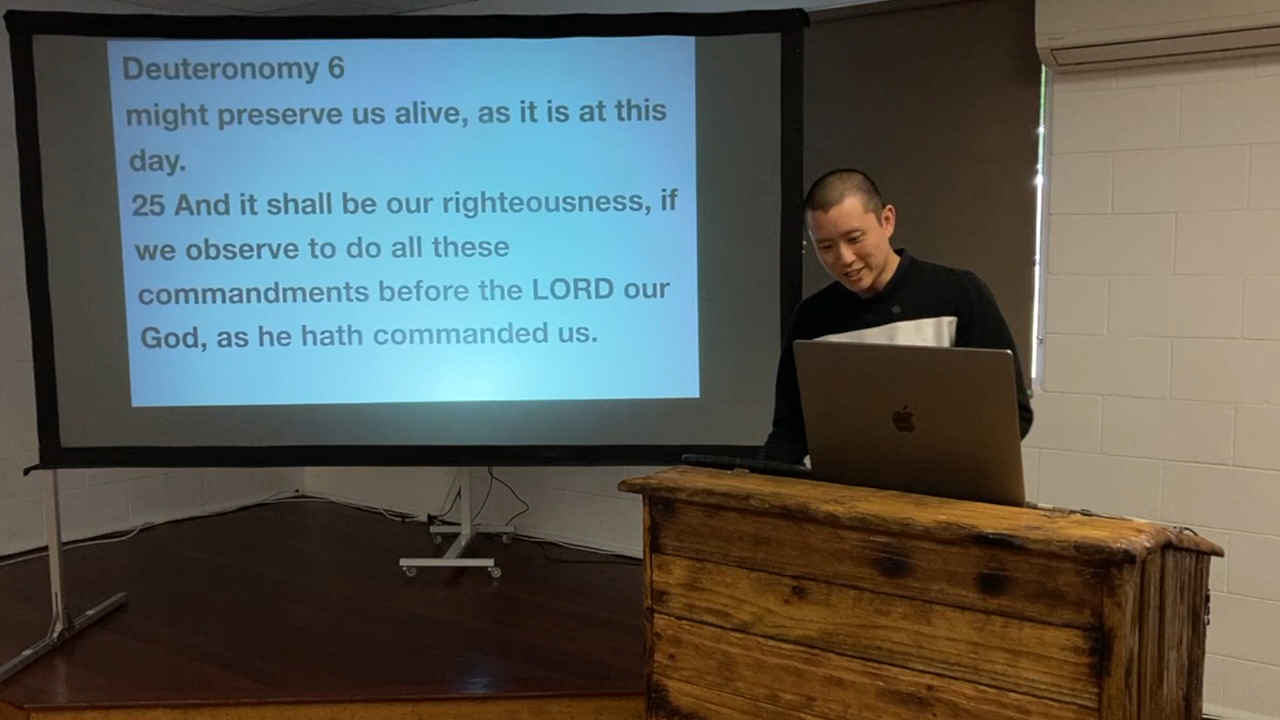 Deuteronomy 6
might preserve us alive, as it is at this
day.
25 And it shall be our righteousness, if
we observe to do all these
commandments before the LORD our
God, as he hath commanded us.